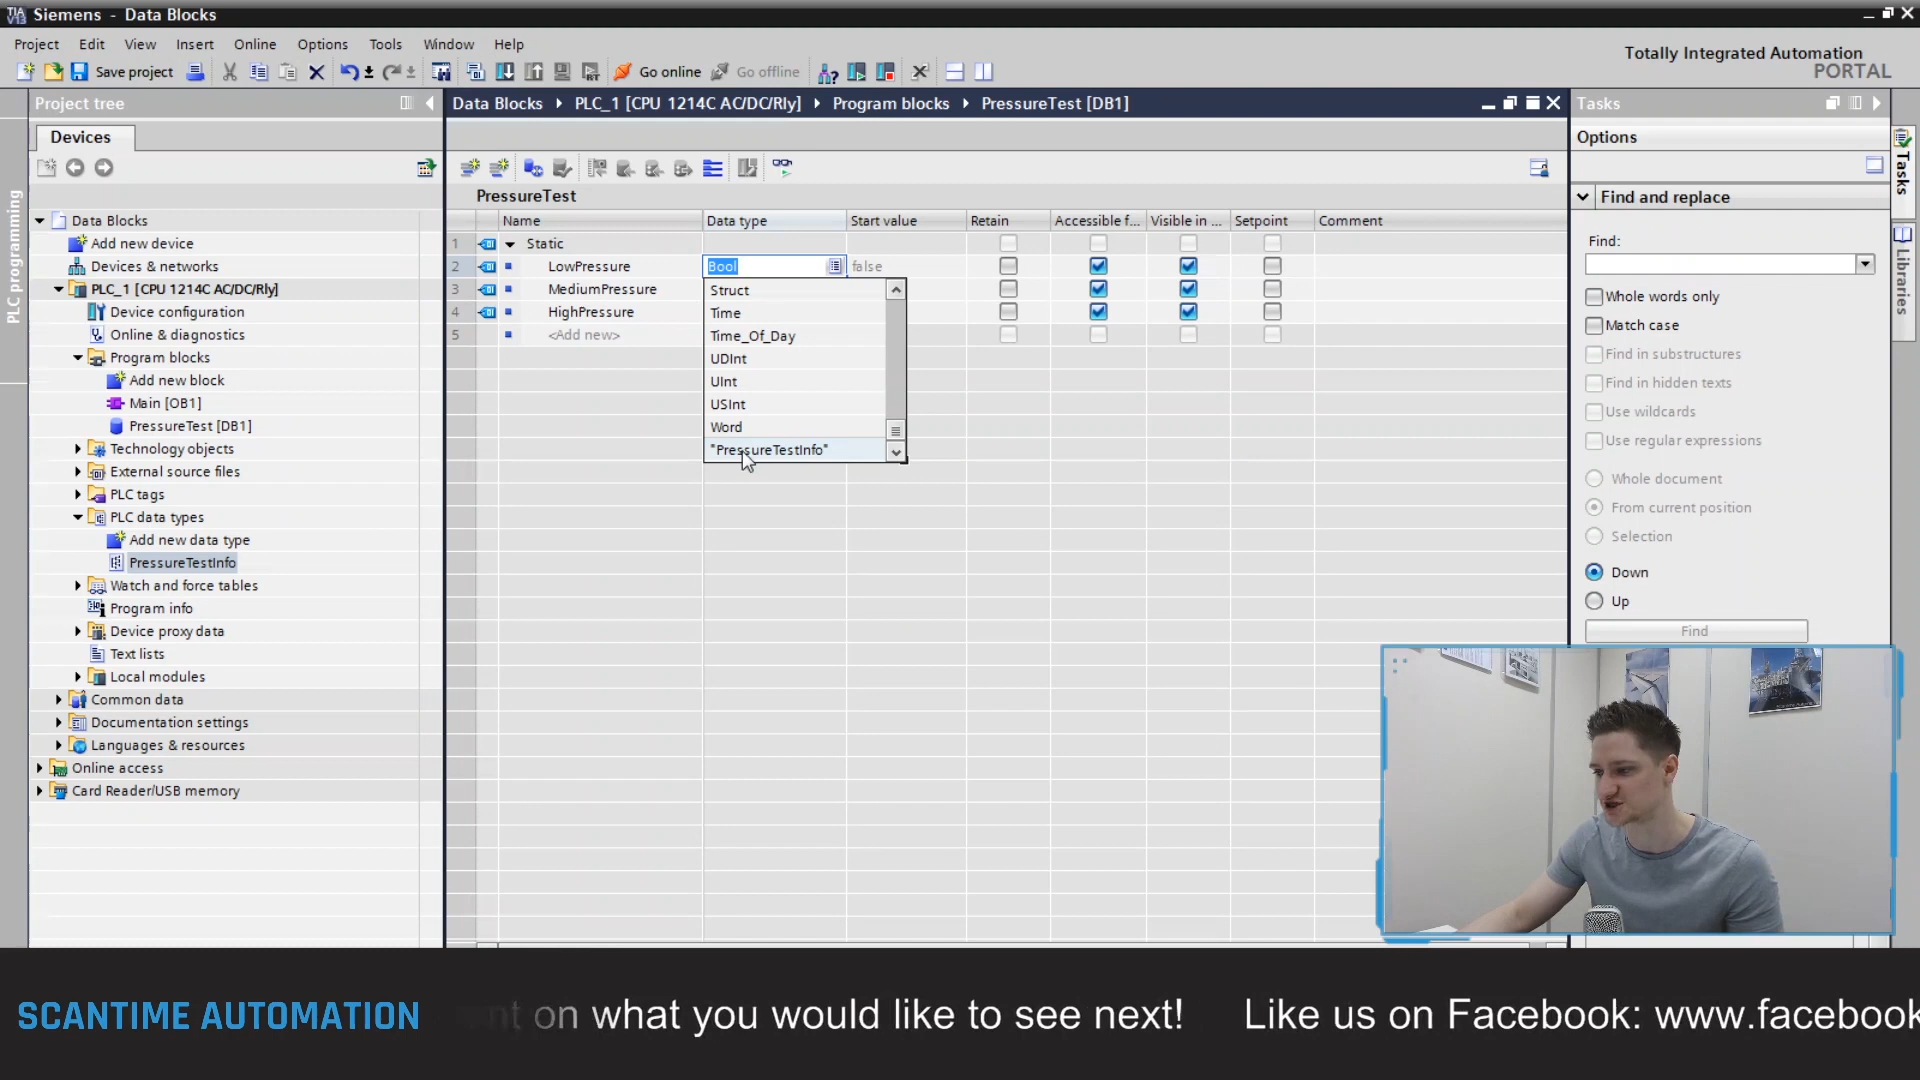 Siemens - Data Blocks
Project Edit View Insert Online Options Tools Window Help
Totally Integrated Automation
PORTAL
Save project Go online Go offline
Project tree
Data Blocks PLC_1 [CPU 1214C AC/DC/Rly] Program blocks PressureTest [DB1]
Tasks
Devices
Options
PLC programming
Tasks
Libraries
PressureTest
Find and replace
Name Data type Start value Retain Accessible f... Visible in ... Setpoint Comment
1 Static
2 LowPressure Bool false
3 MediumPressure
4 HighPressure
5 <Add new>
Struct
Time
Time_Of_Day
UDInt
UInt
USInt
Word
"PressureTestInfo"
Data Blocks
Add new device
Devices & networks
PLC_1 [CPU 1214C AC/DC/Rly]
Device configuration
Online & diagnostics
Program blocks
Add new block
Main [OB1]
PressureTest [DB1]
Technology objects
External source files
PLC tags
PLC data types
Add new data type
PressureTestInfo
Watch and force tables
Program info
Device proxy data
Text lists
Local modules
Common data
Documentation settings
Languages & resources
Online access
Card Reader/USB memory
Find:
Whole words only
Match case
Find in substructures
Find in hidden texts
Use wildcards
Use regular expressions
Whole document
From current position
Selection
Down
Up
Find
SCANTIME AUTOMATION
on what you would like to see next! Like us on Facebook: www.facebook